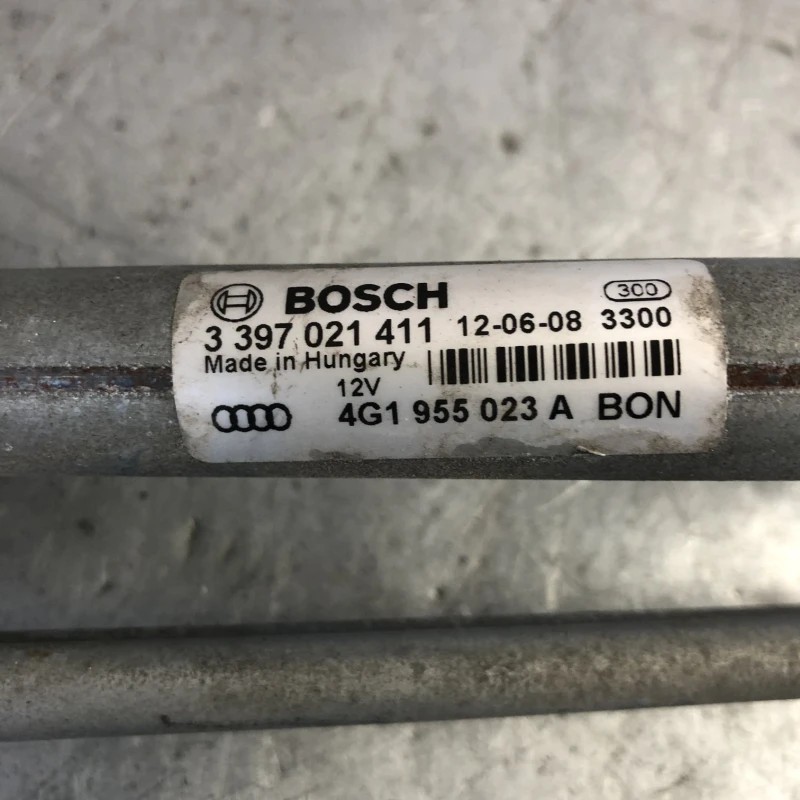 BOSCH 300
3 397 021 411 12-06-08 3300
Made in Hungary
12V
4G1 955 023 A BON